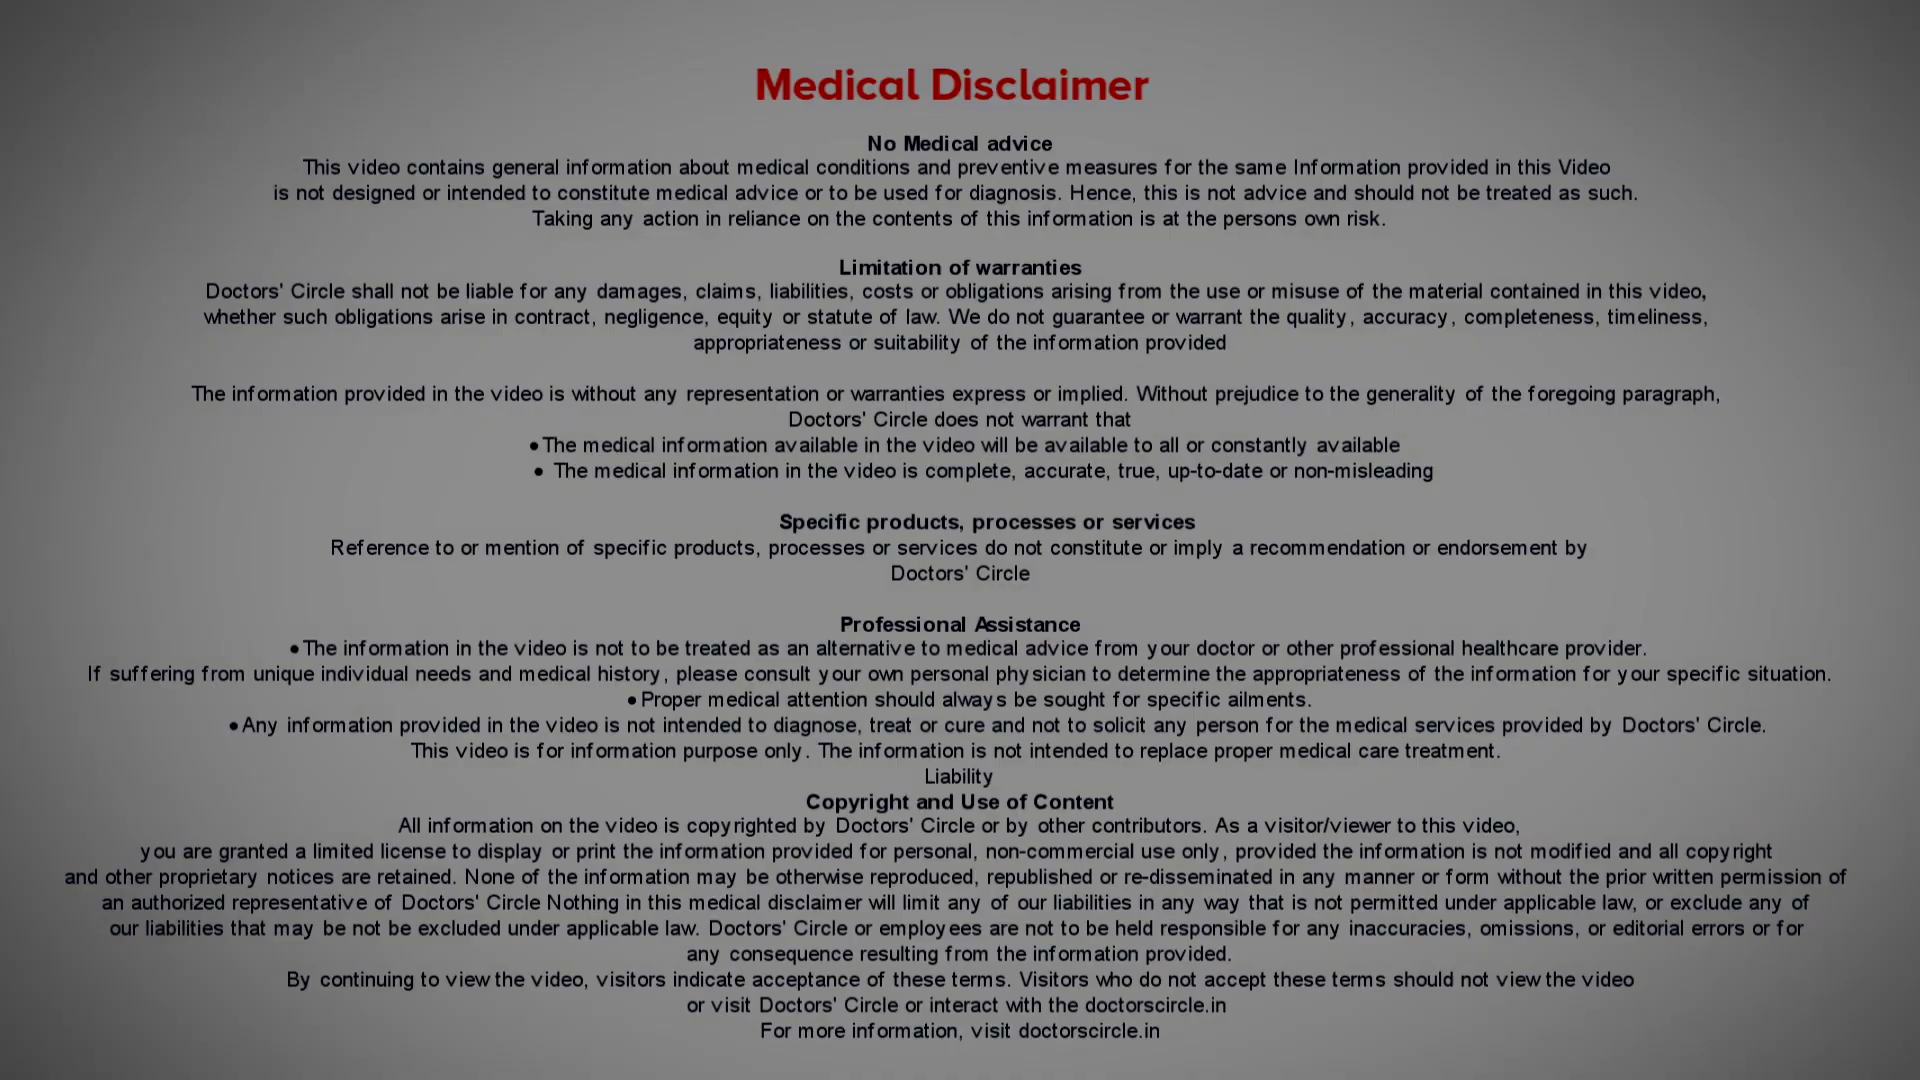 Medical Disclaimer
No Medical advice
This video contains general information about medical conditions and preventive measures for the same Information provided in this Video
is not designed or intended to constitute medical advice or to be used for diagnosis. Hence, this is not advice and should not be treated as such.
Taking any action in reliance on the contents of this information is at the persons own risk.
Limitation of warranties
Doctors' Circle shall not be liable for any damages, claims, liabilities, costs or obligations arising from the use or misuse of the material contained in this video,
whether such obligations arise in contract, negligence, equity or statute of law. We do not guarantee or warrant the quality, accuracy, completeness, timeliness,
appropriateness or suitability of the information provided
The information provided in the video is without any representation or warranties express or implied. Without prejudice to the generality of the foregoing paragraph,
Doctors' Circle does not warrant that
•The medical information available in the video will be available to all or constantly available
• The medical information in the video is complete, accurate, true, up-to-date or non-misleading
Specific products, processes or services
Reference to or mention of specific products, processes or services do not constitute or imply a recommendation or endorsement by
Doctors' Circle
Professional Assistance
•The information in the video is not to be treated as an alternative to medical advice from your doctor or other professional healthcare provider.
If suffering from unique individual needs and medical history, please consult your own personal physician to determine the appropriateness of the information for your specific situation.
•Proper medical attention should always be sought for specific ailments.
•Any information provided in the video is not intended to diagnose, treat or cure and not to solicit any person for the medical services provided by Doctors' Circle.
This video is for information purpose only. The information is not intended to replace proper medical care treatment.
Liability
Copyright and Use of Content
All information on the video is copyrighted by Doctors' Circle or by other contributors. As a visitor/viewer to this video,
you are granted a limited license to display or print the information provided for personal, non-commercial use only, provided the information is not modified and all copyright
and other proprietary notices are retained. None of the information may be otherwise reproduced, republished or re-disseminated in any manner or form without the prior written permission of
an authorized representative of Doctors' Circle Nothing in this medical disclaimer will limit any of our liabilities in any way that is not permitted under applicable law, or exclude any of
our liabilities that may be not be excluded under applicable law. Doctors' Circle or employees are not to be held responsible for any inaccuracies, omissions, or editorial errors or for
any consequence resulting from the information provided.
By continuing to view the video, visitors indicate acceptance of these terms. Visitors who do not accept these terms should not view the video
or visit Doctors' Circle or interact with the doctorscircle.in
For more information, visit doctorscircle.in